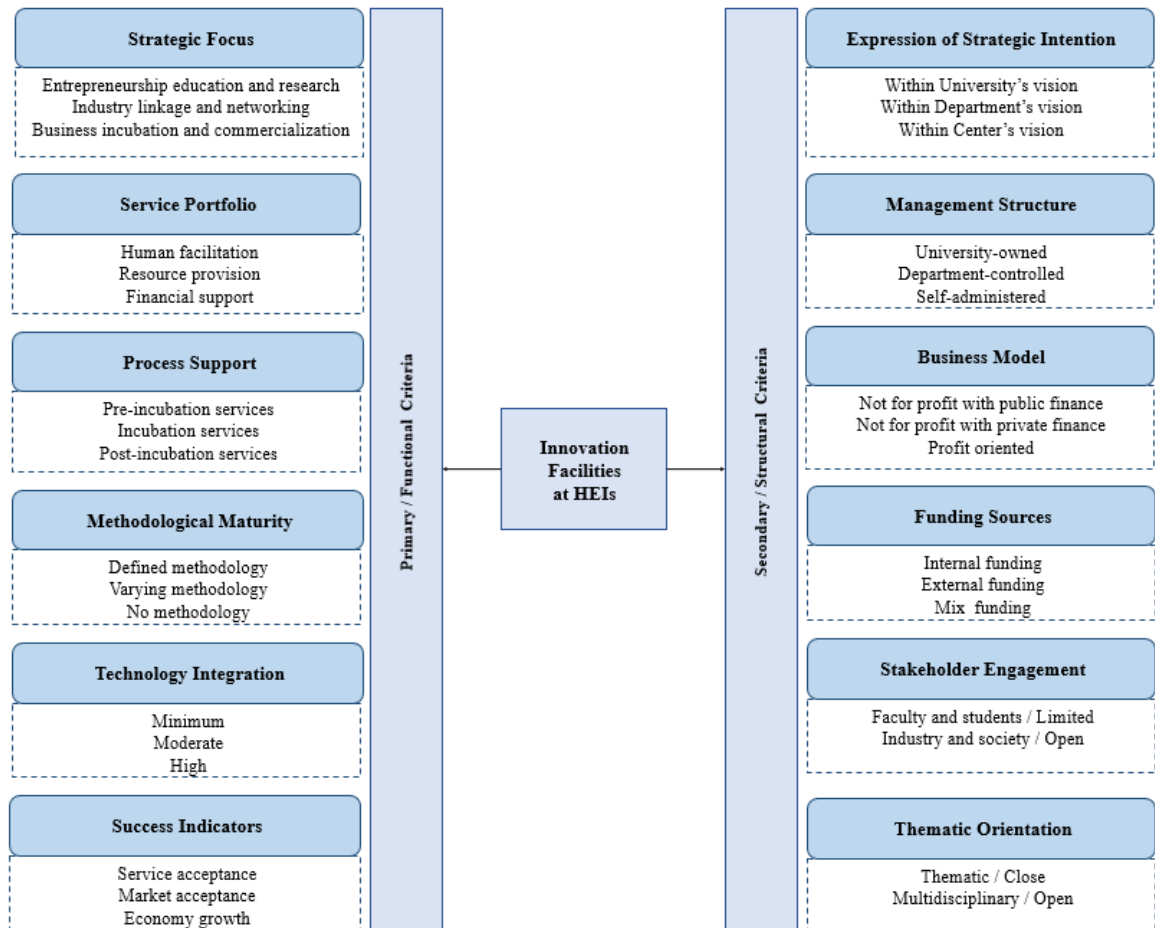 Strategic Focus
Entrepreneurship education and research
Industry linkage and networking
Business incubation and commercialization
Service Portfolio
Human facilitation
Resource provision
Financial support
Process Support
Pre-incubation services
Incubation services
Post-incubation services
Methodological Maturity
Defined methodology
Varying methodology
No methodology
Technology Integration
Minimum
Moderate
High
Success Indicators
Service acceptance
Market acceptance
Economy growth
Primary / Functional Criteria
Innovation
Facilities
at HEIs
Secondary / Structural Criteria
Expression of Strategic Intention
Within University’s vision
Within Department’s vision
Within Center’s vision
Management Structure
University-owned
Department-controlled
Self-administered
Business Model
Not for profit with public finance
Not for profit with private finance
Profit oriented
Funding Sources
Internal funding
External funding
Mix funding
Stakeholder Engagement
Faculty and students / Limited
Industry and society / Open
Thematic Orientation
Thematic / Close
Multidisciplinary / Open